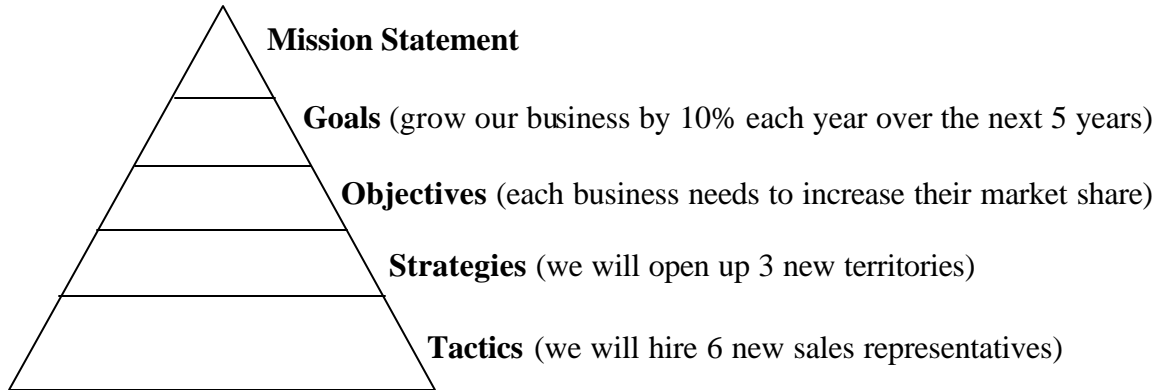 Mission Statement
Goals (grow our business by 10% each year over the next 5 years)
Objectives (each business needs to increase their market share)
Strategies (we will open up 3 new territories)
Tactics (we will hire 6 new sales representatives)